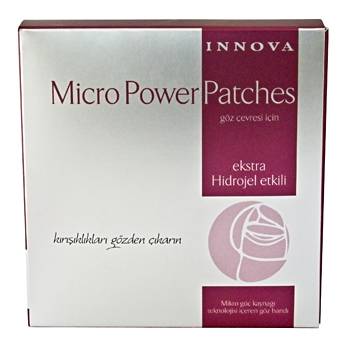 INNOVA
Micro Power Patches
göz çevresi için
ekstra
Hidrojel etkili
kırışıklıkları gözden çıkarın
Mikro güç kaynağı
teknolojisi içeren göz bandı